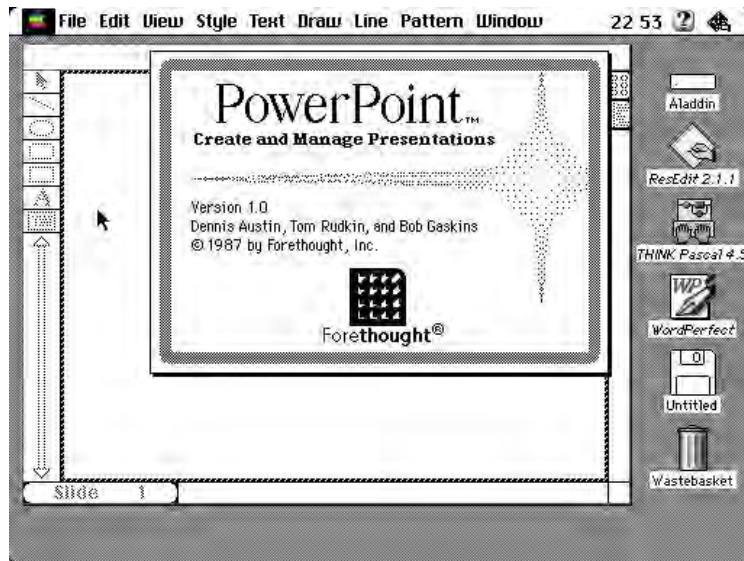 File Edit View Style Text Draw Line Pattern Window 22 53
PowerPoint™
Create and Manage Presentations
Version 1.0
Dennis Austin, Tom Rudkin, and Bob Gaskins
© 1987 by Forethought, Inc.
Forethought®
Aladdin
ResEdit 2.1.1
THINK Pascal 4.5
WP
WordPerfect
Untitled
Wastebasket
Slide 1